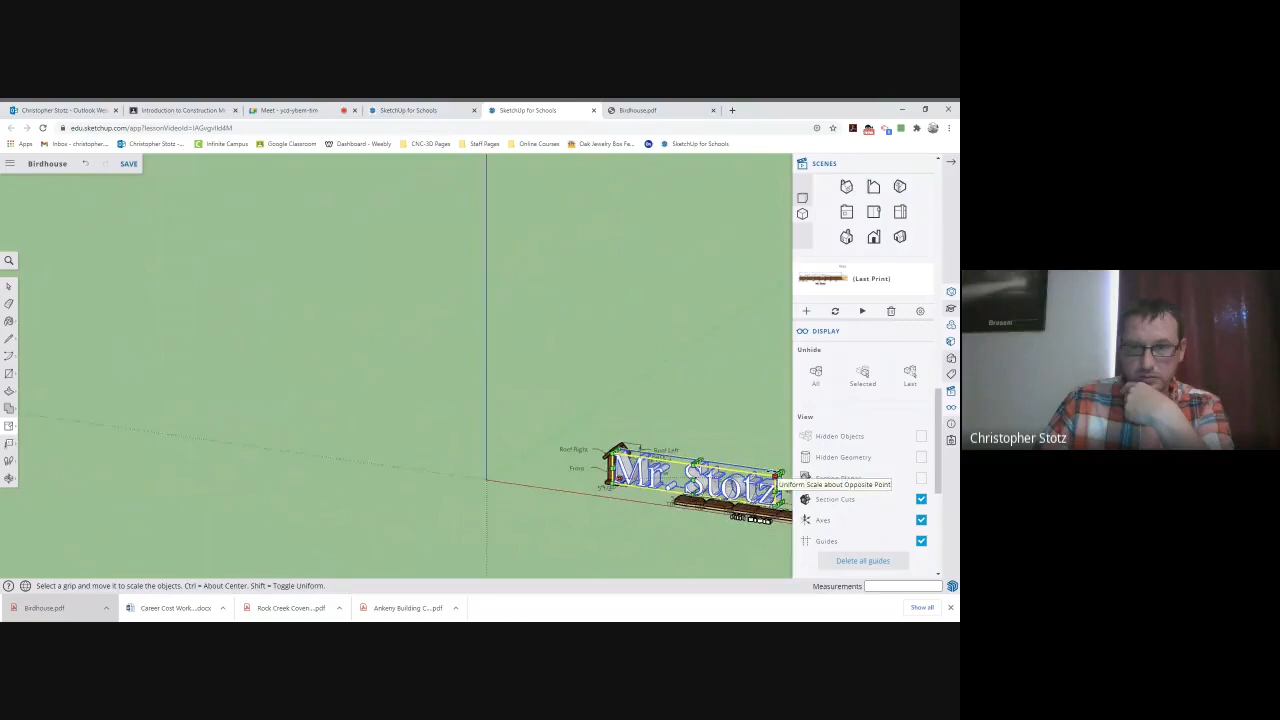 Christopher Stotz - Outlook We
Introduction to Construction M
Meet - ycd-ybem-tim
SketchUp for Schools
SketchUp for Schools
Birdhouse.pdf
edu.sketchup.com/app?lessonVideoId=
Apps
Inbox - christopher...
Christopher Stotz -...
Infinite Campus
Google Classroom
Dashboard - Weebly
CNC-3D Pages
Staff Pages
Online Courses
Oak Jewelry Box Fe...
SketchUp for Schools
Birdhouse
SAVE
SCENES
(Last Print)
DISPLAY
Unhide
All
Selected
Last
View
Hidden Objects
Hidden Geometry
Section Planes
Uniform Scale about Opposite Point
Section Cuts
Axes
Guides
Delete all guides
Roof Right
Roof Left
Front
Mr. Stotz
Brusser
Christopher Stotz
Select a grip and move it to scale the objects. Ctrl = About Center. Shift = Toggle Uniform.
Measurements
Birdhouse.pdf
Career Cost Work....docx
Rock Creek Coven....pdf
Ankeny Building C....pdf
Show all